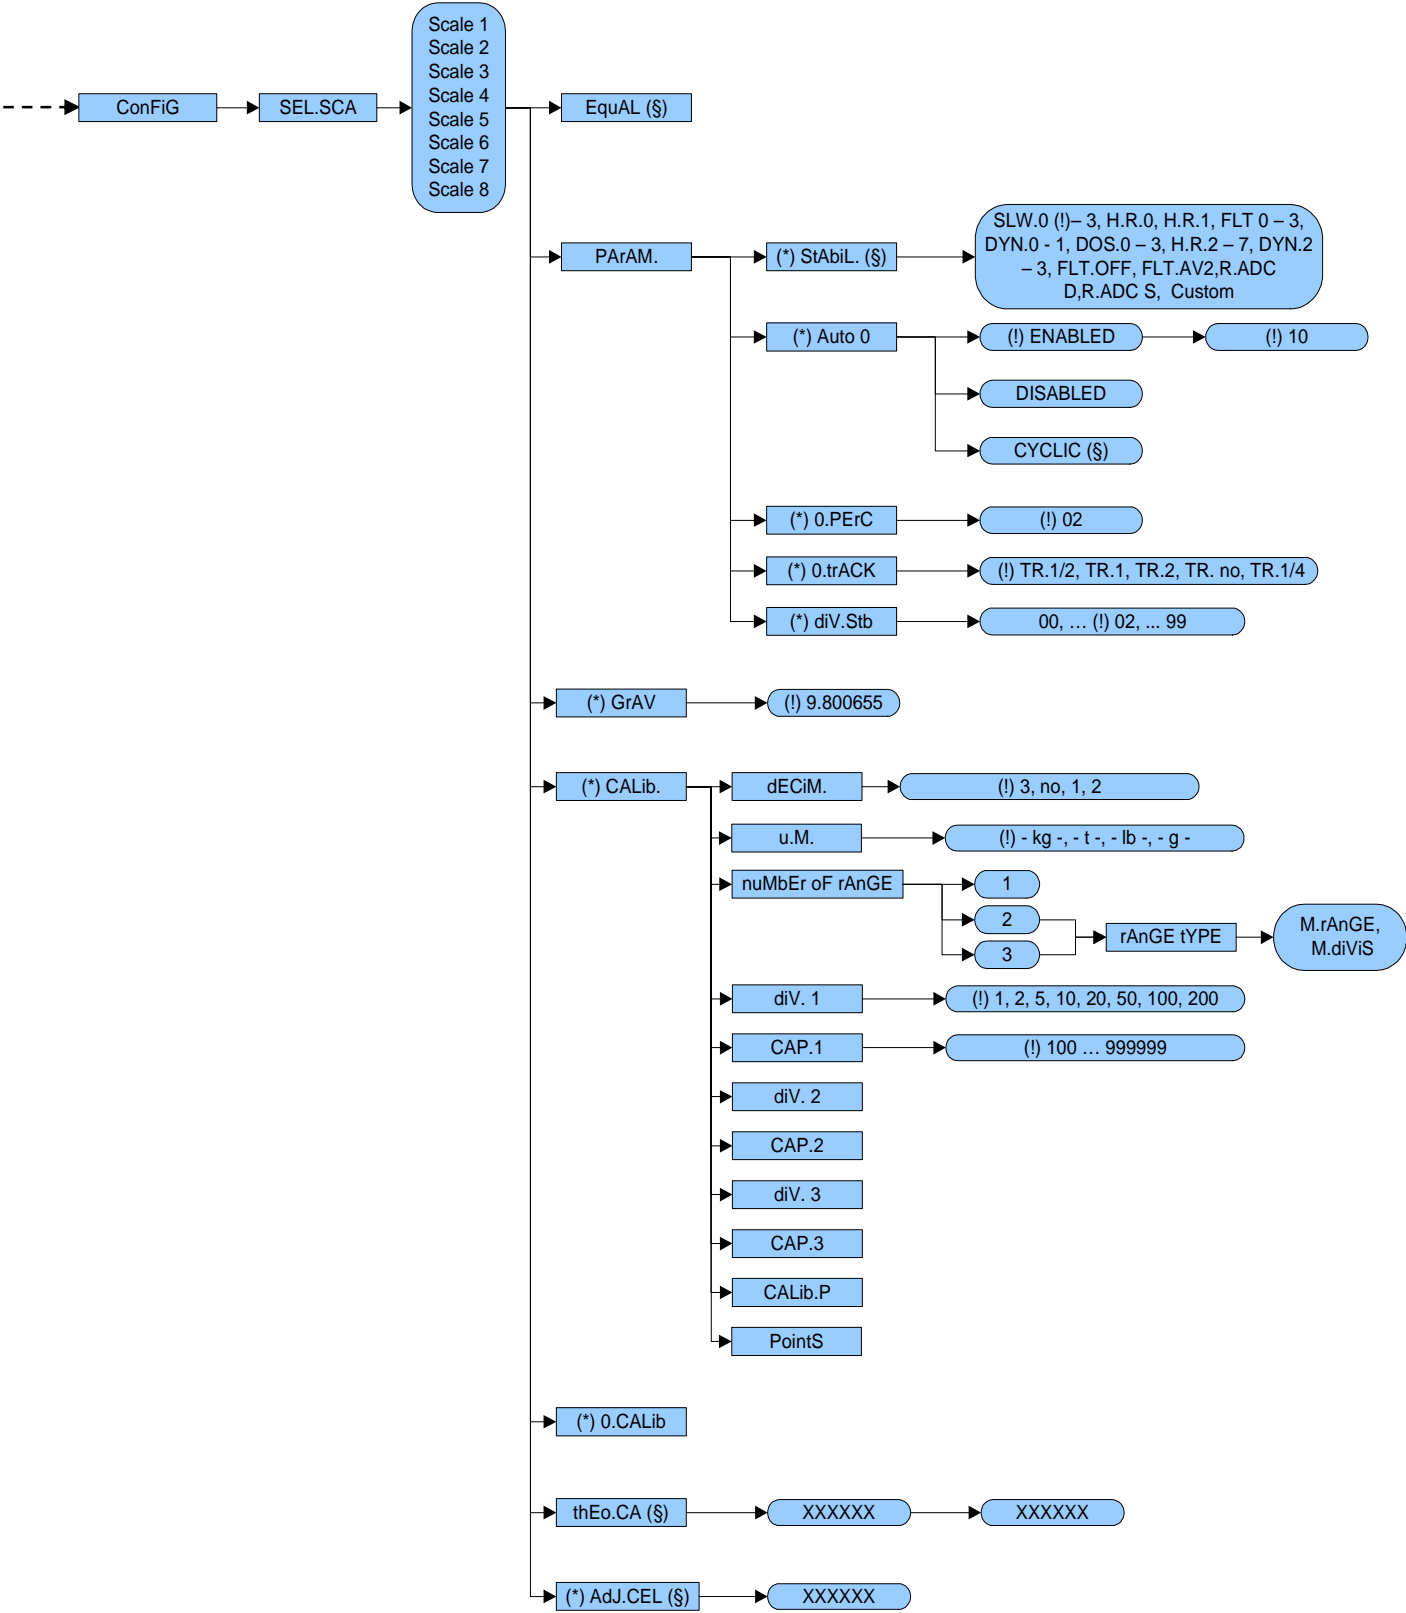 Scale 1
Scale 2
Scale 3
Scale 4
Scale 5
Scale 6
Scale 7
Scale 8
ConFiG
SEL.SCA
EquAL (§)
PArAM.
(*) StAbiL. (§)
SLW.0 (!)– 3, H.R.0, H.R.1, FLT 0 – 3,
DYN.0 - 1, DOS.0 – 3, H.R.2 – 7, DYN.2
– 3, FLT.OFF, FLT.AV2,R.ADC
D,R.ADC S,  Custom
(*) Auto 0
(!) ENABLED
(!) 10
DISABLED
CYCLIC (§)
(*) 0.PErC
(!) 02
(*) 0.trACK
(!) TR.1/2, TR.1, TR.2, TR. no, TR.1/4
(*) diV.Stb
00, … (!) 02, ... 99
(*) GrAV
(!) 9.800655
(*) CALib.
dECiM.
(!) 3, no, 1, 2
u.M.
(!) - kg -, - t -, - lb -, - g -
nuMbEr oF rAnGE
1
2
3
rAnGE tYPE
M.rAnGE,
M.diViS
diV. 1
(!) 1, 2, 5, 10, 20, 50, 100, 200
CAP.1
(!) 100 … 999999
diV. 2
CAP.2
diV. 3
CAP.3
CALib.P
PointS
(*) 0.CALib
thEo.CA (§)
XXXXXX
XXXXXX
(*) AdJ.CEL (§)
XXXXXX